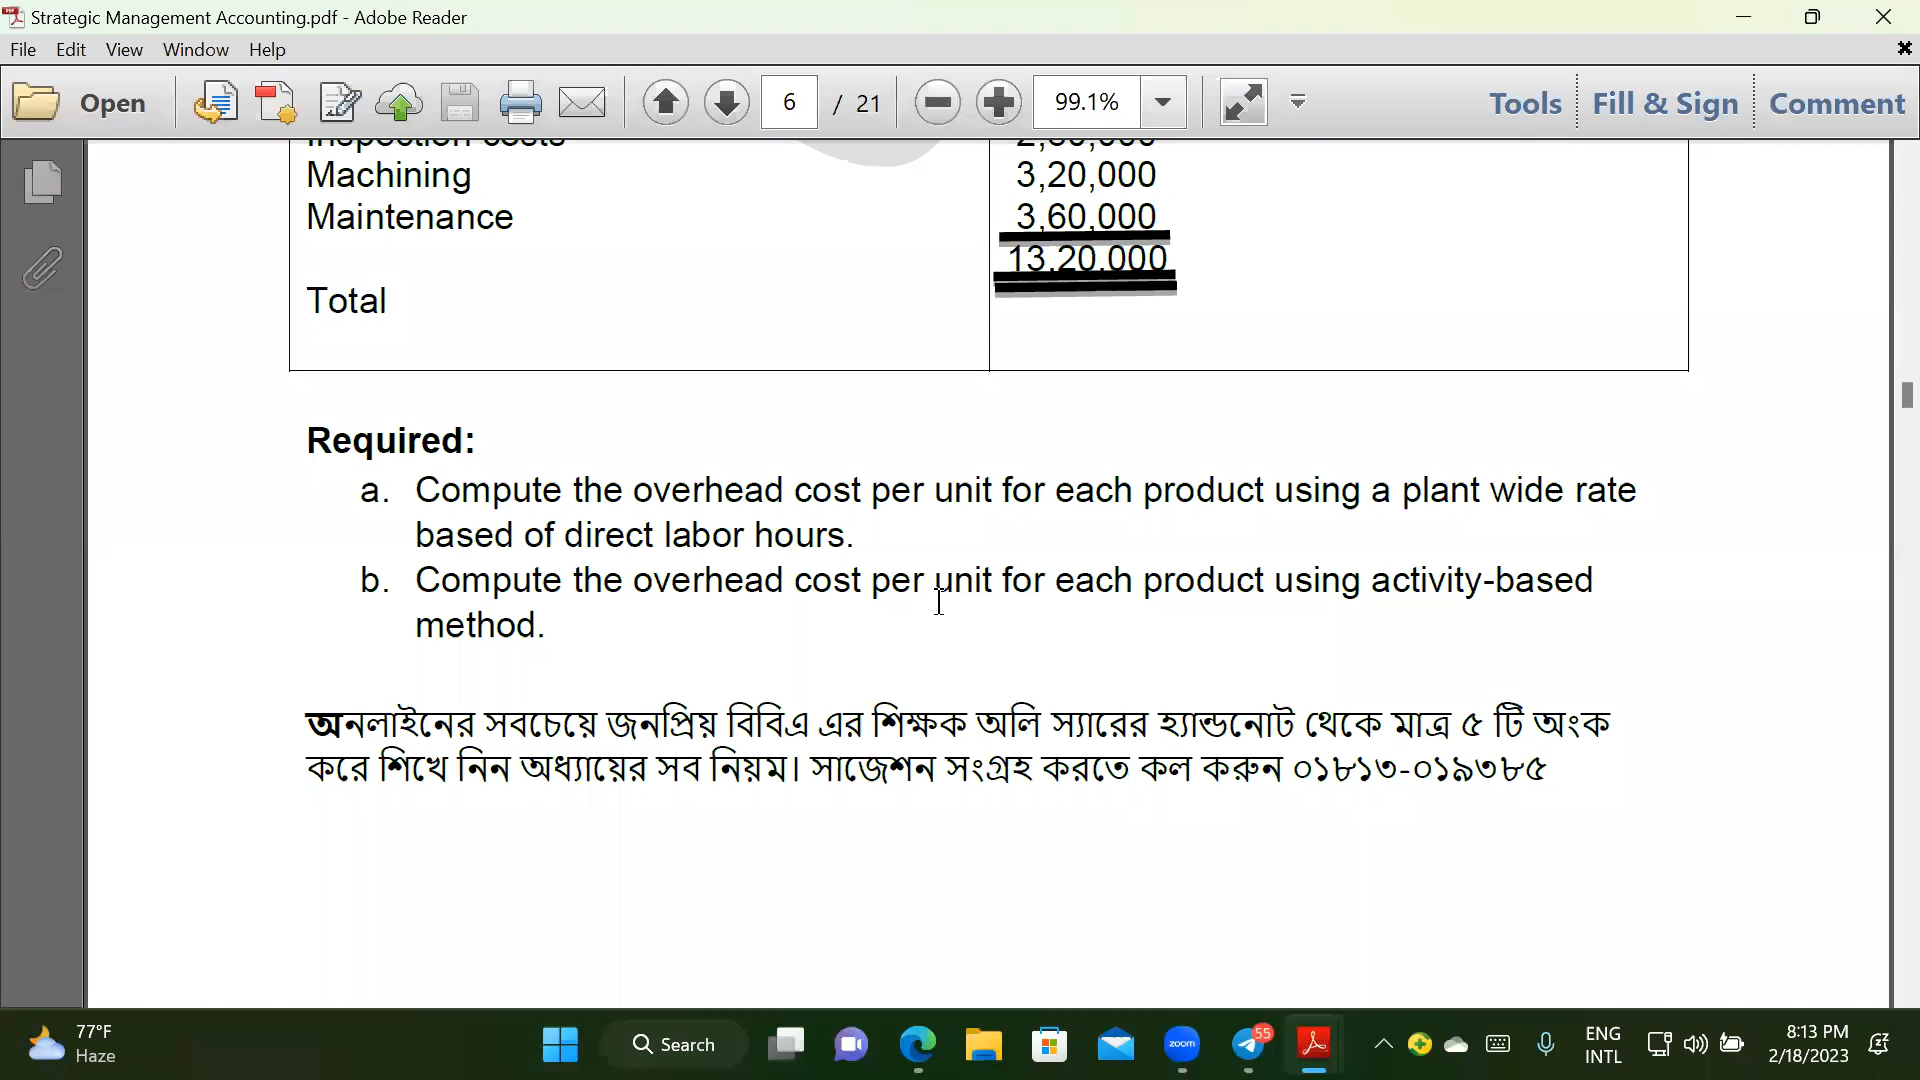 Strategic Management Accounting.pdf - Adobe Reader
File Edit View Window Help
Open 6 / 21 99.1% Tools Fill & Sign Comment
Inspection costs
Machining 3,20,000
Maintenance 3,60,000
13,20,000
Total
Required:
a. Compute the overhead cost per unit for each product using a plant wide rate
based of direct labor hours.
b. Compute the overhead cost per unit for each product using activity-based
method.
অনলাইনের সবচেয়ে জনপ্রিয় বিবিএ এর শিক্ষক অলি স্যারের হ্যান্ডনোট থেকে মাত্র ৫ টি অংক
করে শিখে নিন অধ্যায়ের সব নিয়ম। সাজেশন সংগ্রহ করতে কল করুন ০১৮১৩-০১৯৩৮৫
77°F
Haze
Search
zoom
55
ENG
INTL
8:13 PM
2/18/2023